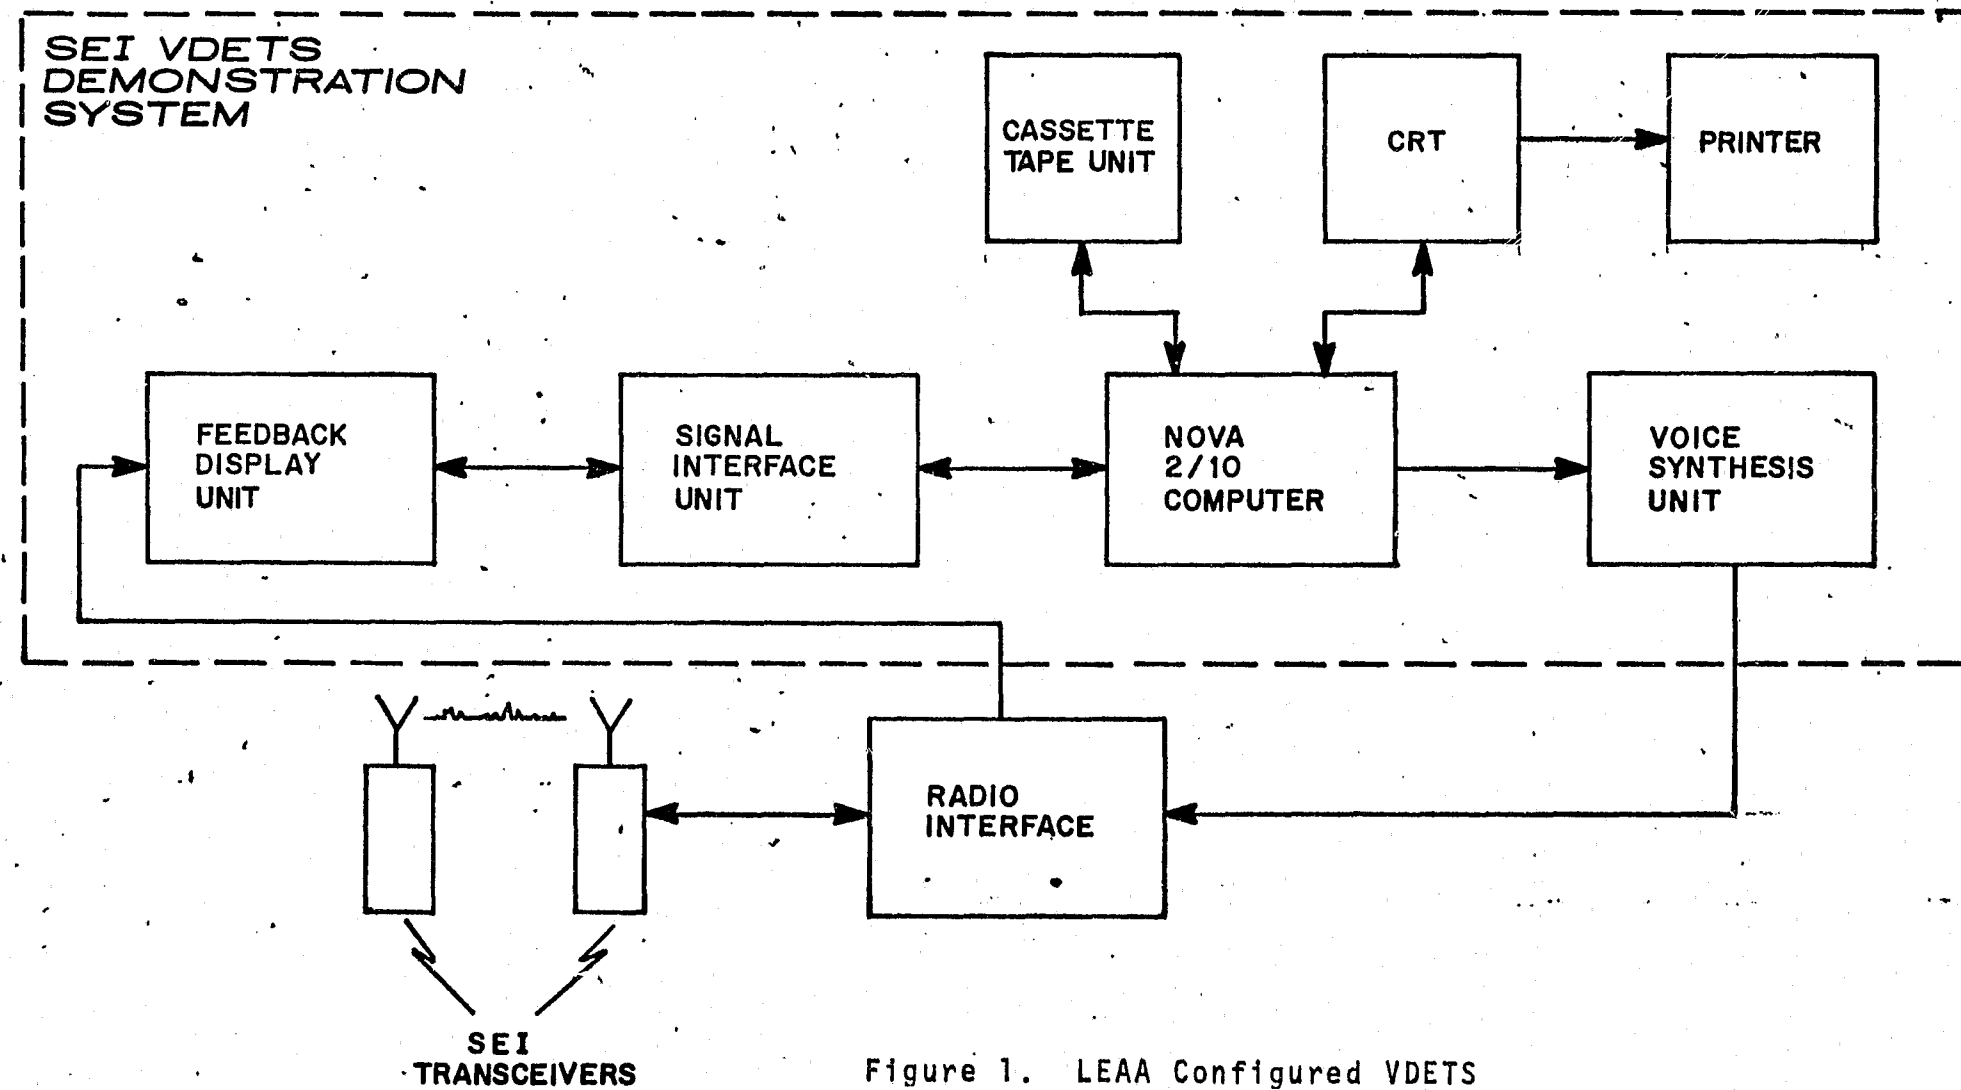 SEI VDETS
DEMONSTRATION
SYSTEM
CASSETTE
TAPE UNIT
CRT
PRINTER
FEEDBACK
DISPLAY
UNIT
SIGNAL
INTERFACE
UNIT
NOVA
2/10
COMPUTER
VOICE
SYNTHESIS
UNIT
RADIO
INTERFACE
SEI
TRANSCEIVERS
Figure 1. LEAA Configured VDETS